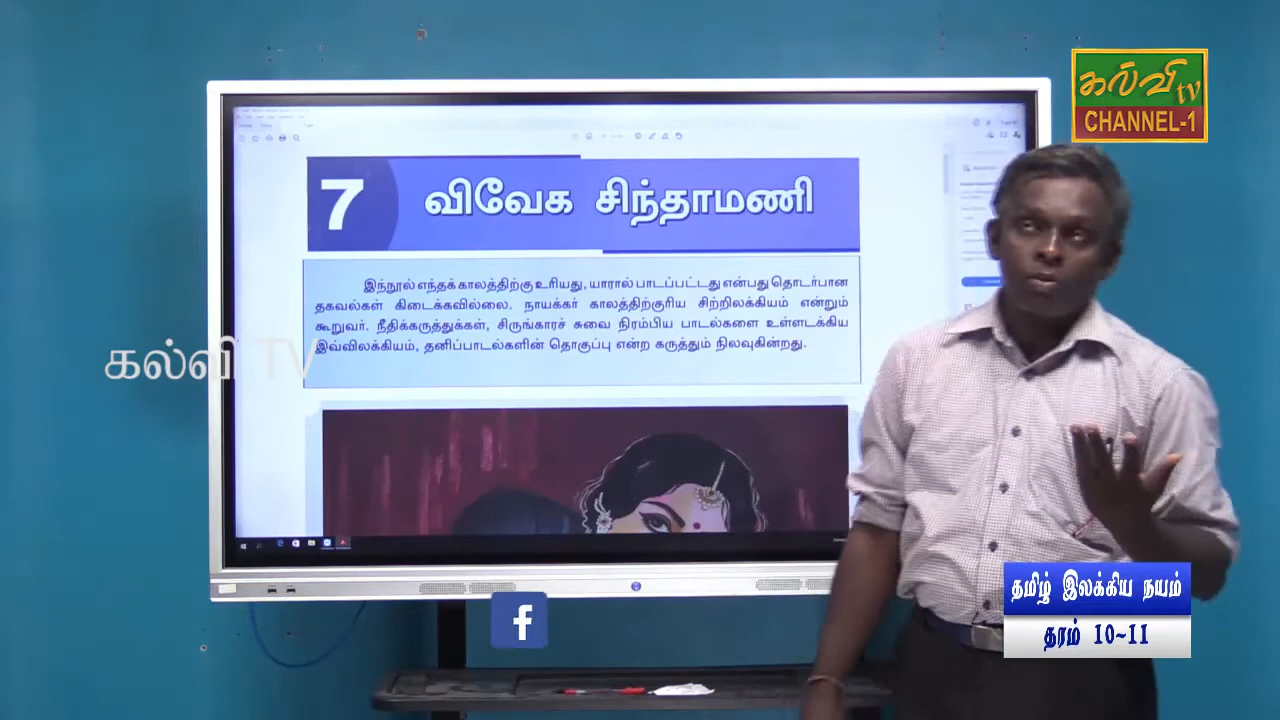 கல்வி tv
CHANNEL-1
7 விவேக சிந்தாமணி
இந்நூல் எந்தக் காலத்திற்கு உரியது, யாரால் பாடப்பட்டது என்பது தொடர்பான
தகவல்கள் கிடைக்கவில்லை. நாயக்கர் காலத்திற்குரிய சிற்றிலக்கியம் என்றும்
கூறுவர். நீதிக்கருத்துக்கள், சிருங்காரச் சுவை நிரம்பிய பாடல்களை உள்ளடக்கிய
இவ்விலக்கியம், தனிப்பாடல்களின் தொகுப்பு என்ற கருத்தும் நிலவுகின்றது.
கல்வி TV
f
தமிழ் இலக்கிய நயம்
தரம் 10~11